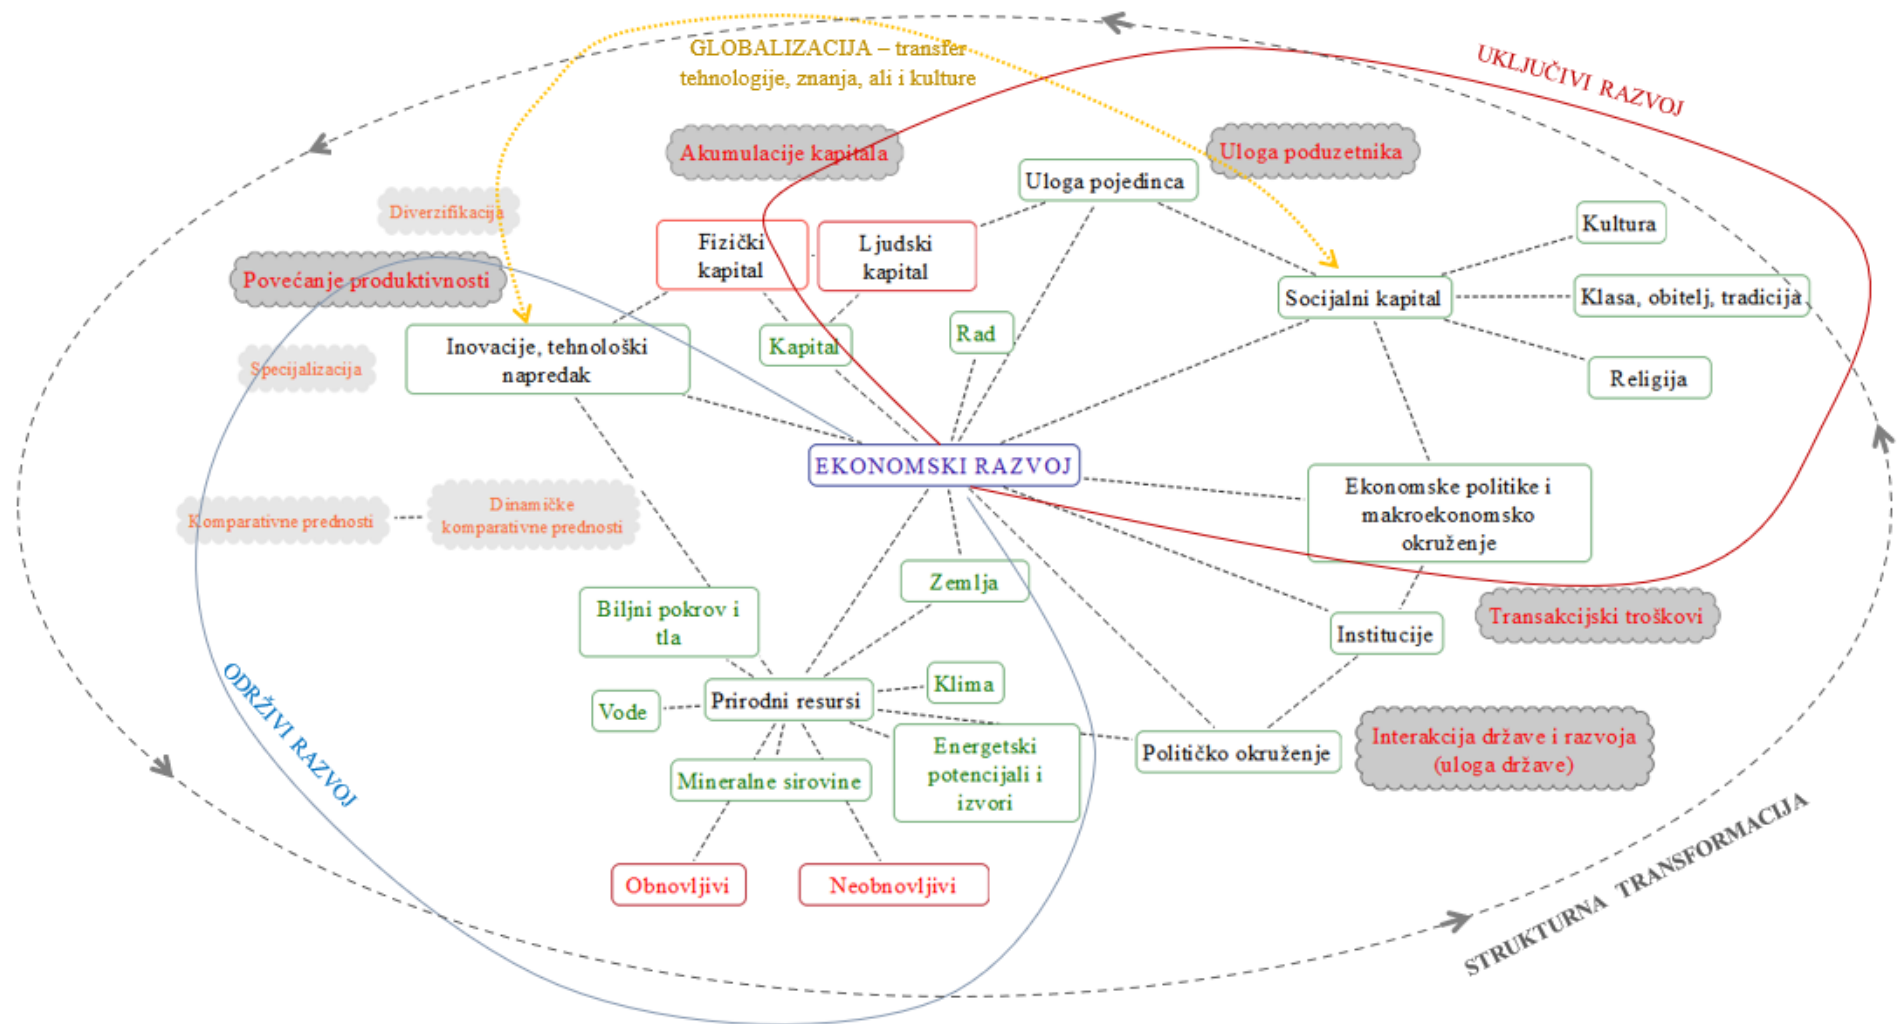 GLOBALIZACIJA – transfer
tehnologije, znanja, ali i kulture
UKLJUČIVI RAZVOJ
Akumulacije kapitala
Uloga poduzetnika
Uloga pojedinca
Diverzifikacija
Kultura
Fizički
kapital
Ljudski
kapital
Povećanje produktivnosti
Socijalni kapital
Klasa, obitelj, tradicija
Inovacije, tehnološki
napredak
Kapital
Rad
Specijalizacija
Religija
EKONOMSKI RAZVOJ
Ekonomske politike i
makroekonomsko
okruženje
Komparativne prednosti
Dinamičke
komparativne prednosti
Zemlja
Biljni pokrov i
tla
Transakcijski troškovi
Institucije
ODRŽIVI RAZVOJ
Klima
Prirodni resursi
Vode
Energetski
potencijali i
izvori
Političko okruženje
Interakcija države i razvoja
(uloga države)
Mineralne sirovine
Obnovljivi
Neobnovljivi
STRUKTURNA TRANSFORMACIJA